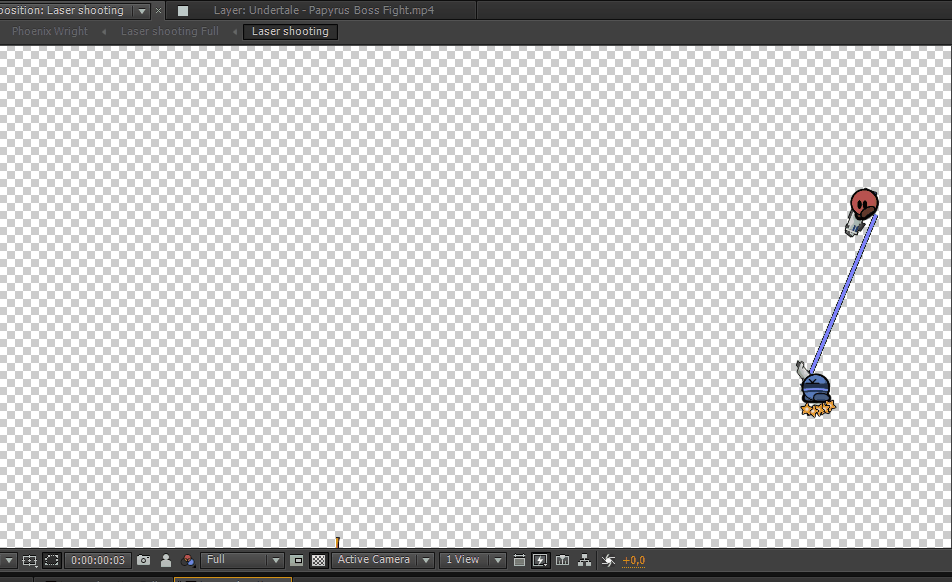 position: Laser shooting
Layer: Undertale - Papyrus Boss Fight.mp4
Phoenix Wright
Laser shooting Full
Laser shooting
0:00:00:03
Full
Active Camera
1 View
+0,0